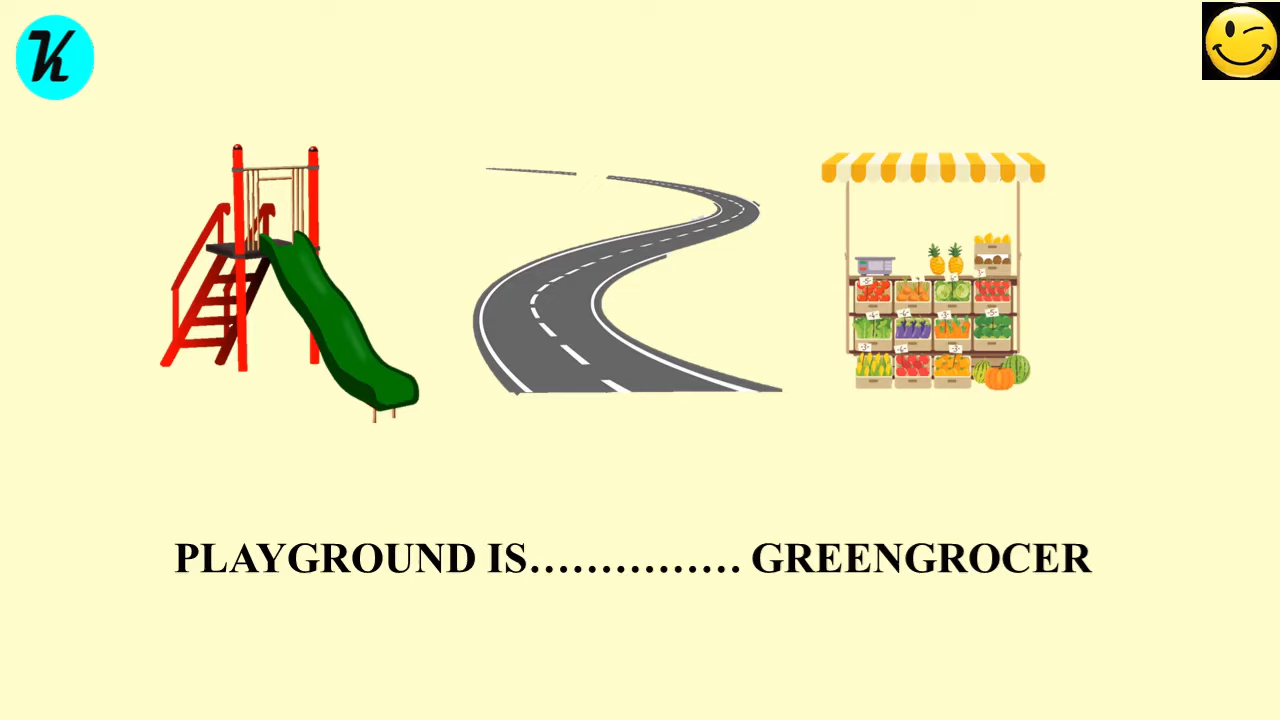 K
PLAYGROUND IS…………… GREENGROCER